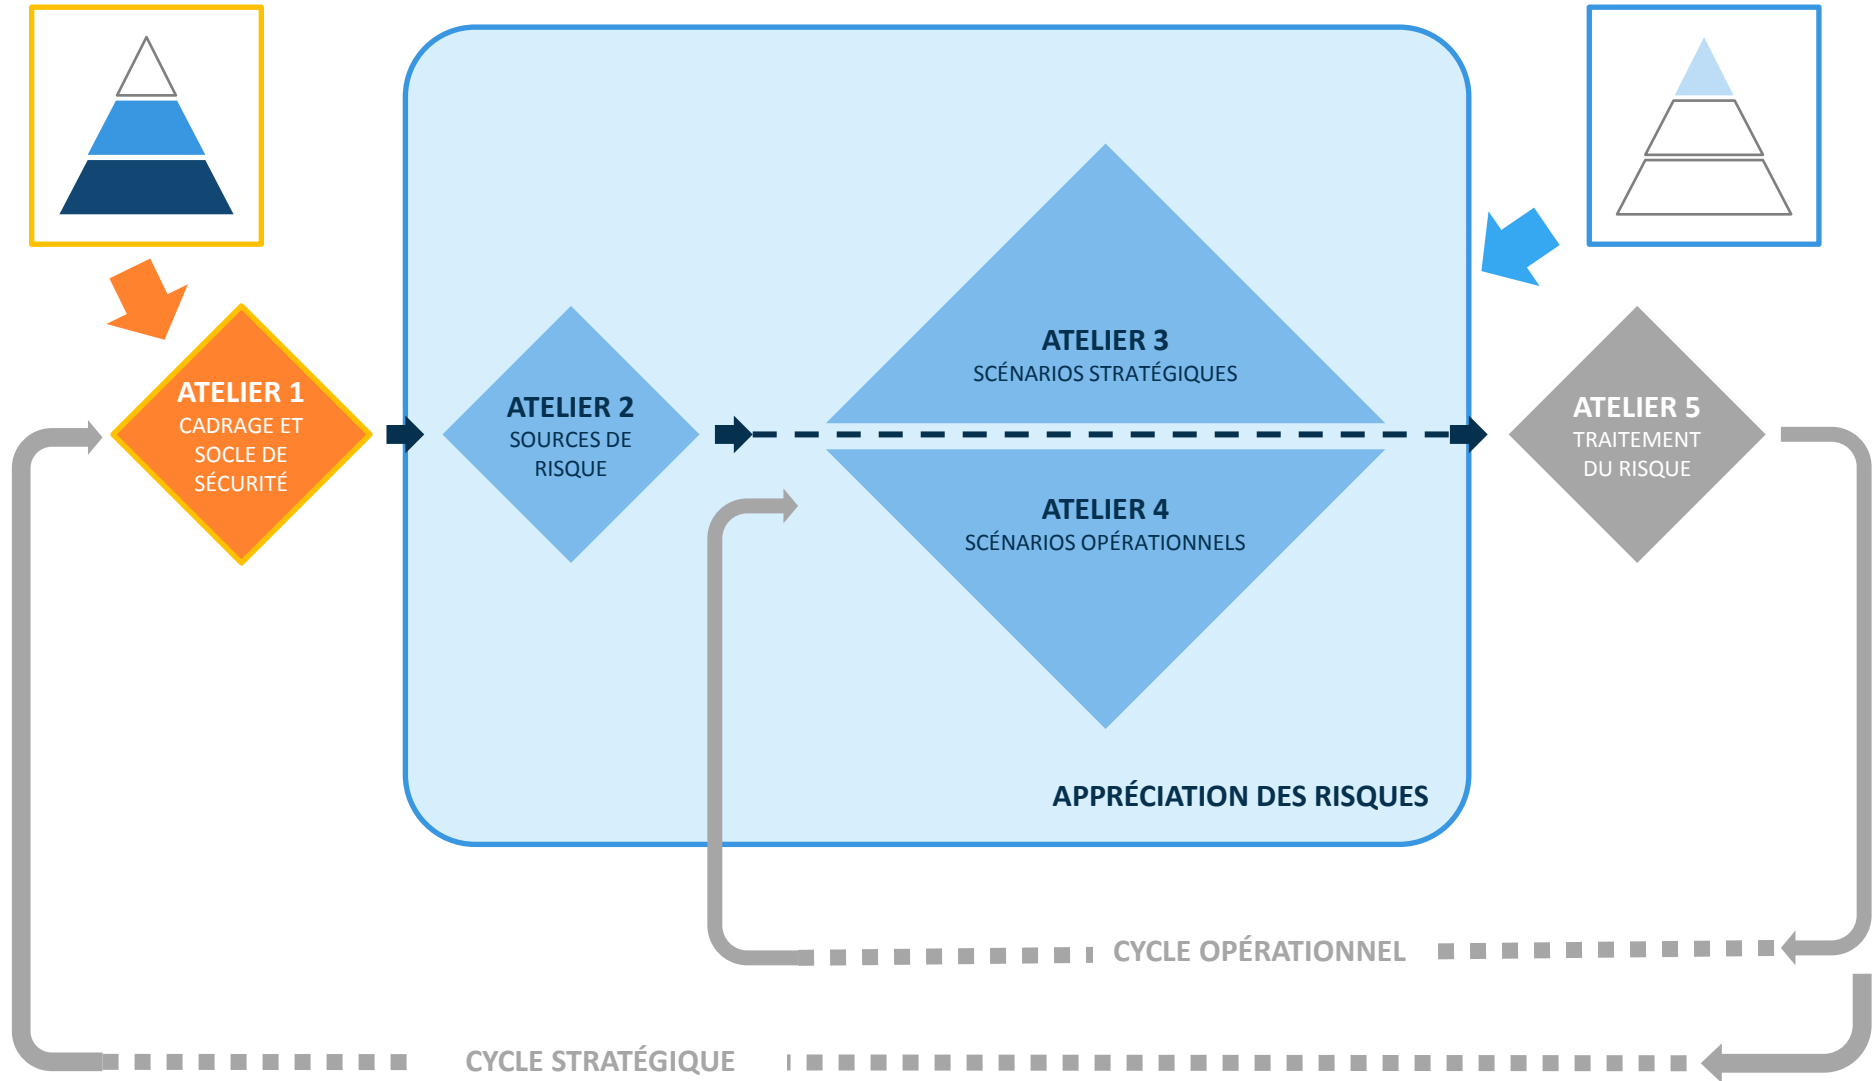 ATELIER 1
CADRAGE ET
SOCLE DE
SÉCURITÉ
ATELIER 2
SOURCES DE
RISQUE
ATELIER 3
SCÉNARIOS STRATÉGIQUES
ATELIER 4
SCÉNARIOS OPÉRATIONNELS
ATELIER 5
TRAITEMENT
DU RISQUE
APPRÉCIATION DES RISQUES
CYCLE OPÉRATIONNEL
CYCLE STRATÉGIQUE